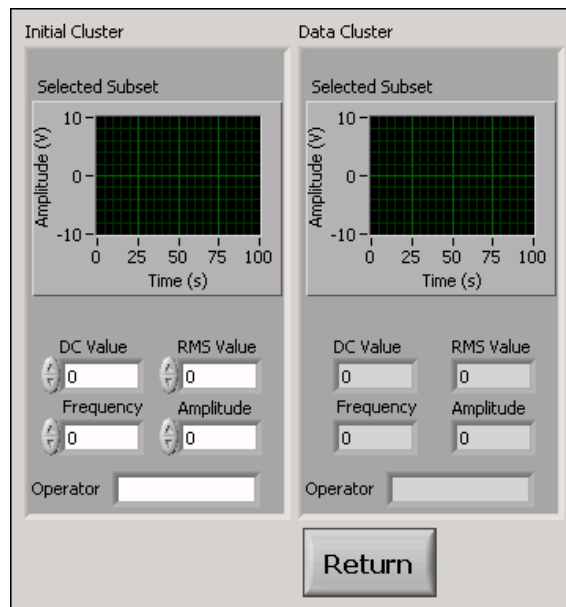 Initial Cluster
Selected Subset
Amplitude (V)
10
0
-10
0 25 50 75 100
Time (s)
DC Value RMS Value
0 0
Frequency Amplitude
0 0
Operator
Data Cluster
Selected Subset
Amplitude (V)
10
0
-10
0 25 50 75 100
Time (s)
DC Value RMS Value
0 0
Frequency Amplitude
0 0
Operator
Return